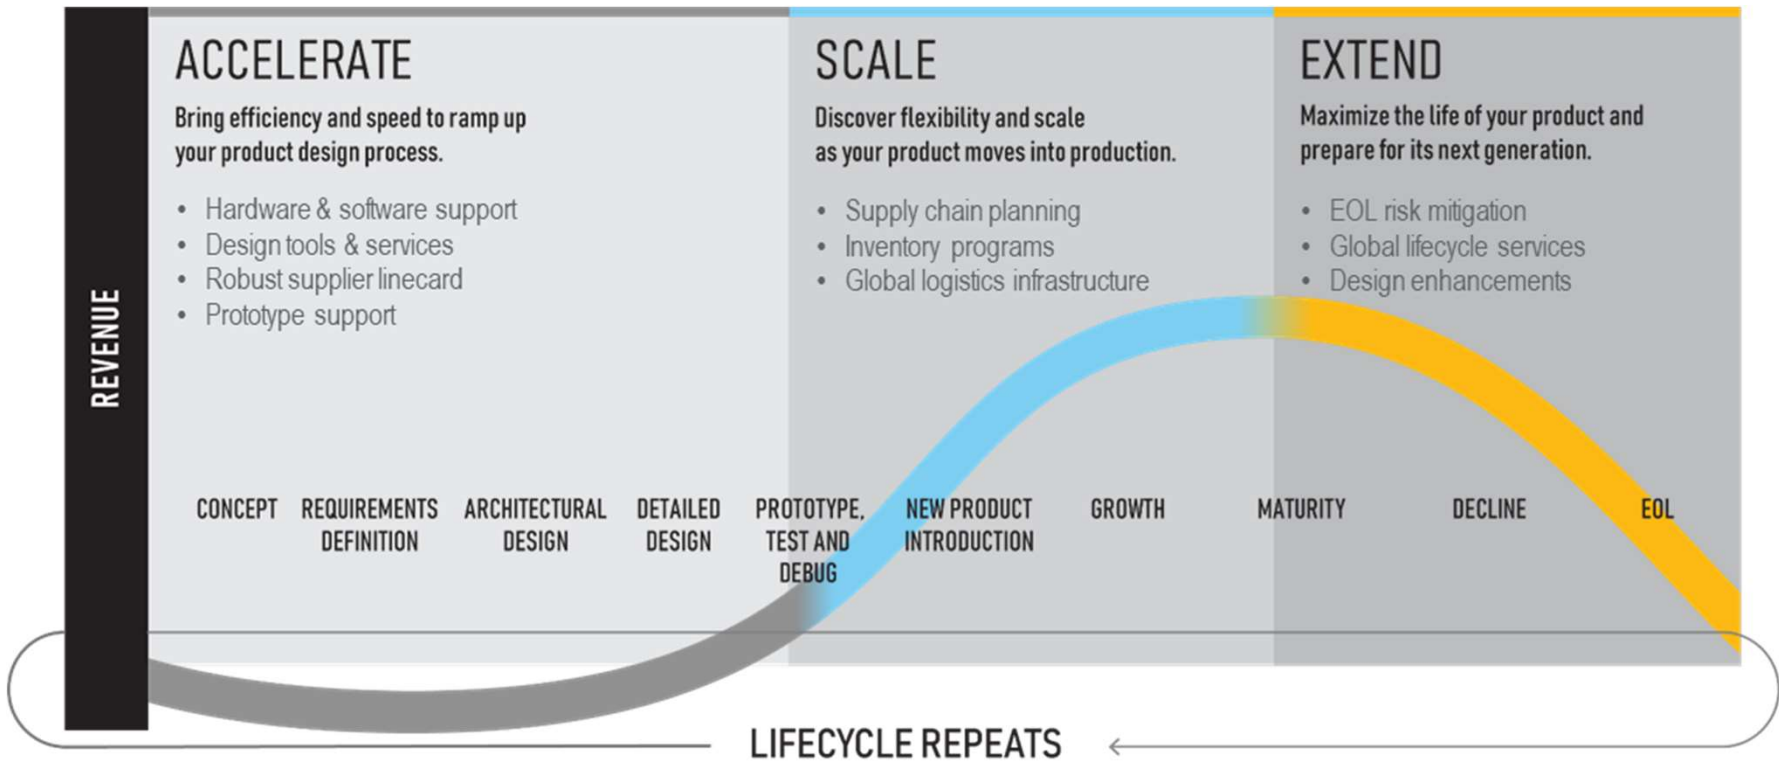 REVENUE
ACCELERATE
Bring efficiency and speed to ramp up
your product design process.
• Hardware & software support
• Design tools & services
• Robust supplier linecard
• Prototype support
SCALE
Discover flexibility and scale
as your product moves into production.
• Supply chain planning
• Inventory programs
• Global logistics infrastructure
EXTEND
Maximize the life of your product and
prepare for its next generation.
• EOL risk mitigation
• Global lifecycle services
• Design enhancements
CONCEPT
REQUIREMENTS
DEFINITION
ARCHITECTURAL
DESIGN
DETAILED
DESIGN
PROTOTYPE,
TEST AND
DEBUG
NEW PRODUCT
INTRODUCTION
GROWTH
MATURITY
DECLINE
EOL
LIFECYCLE REPEATS